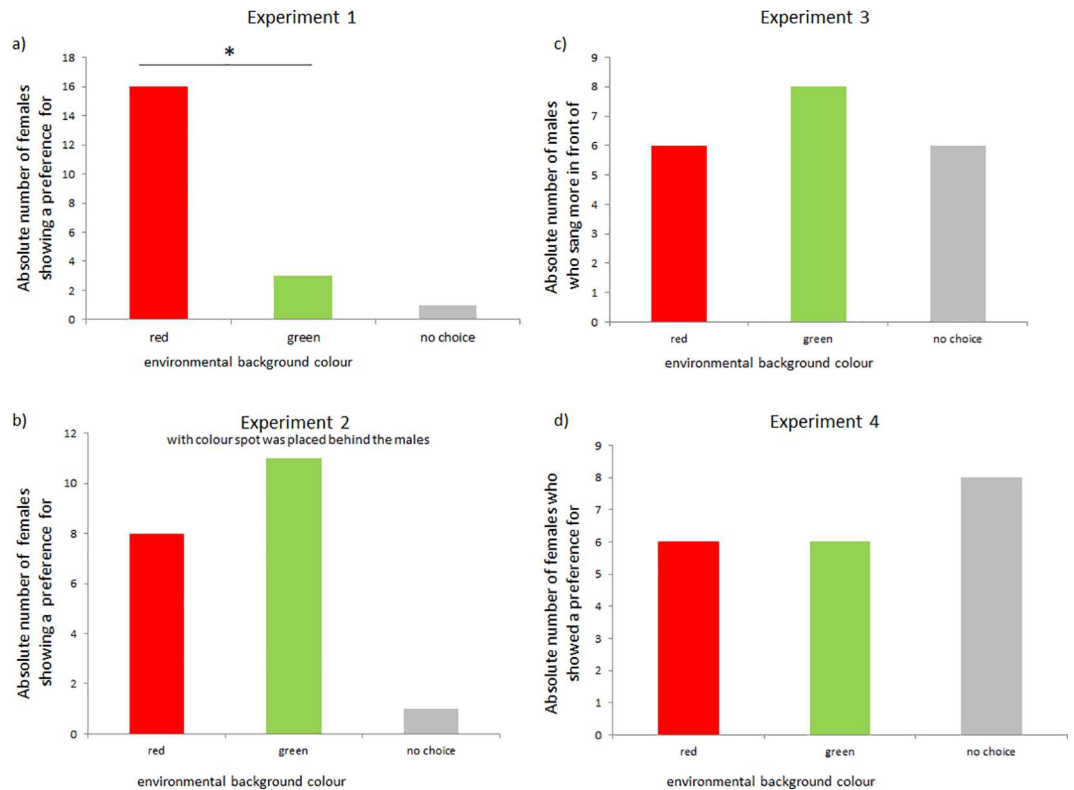 Experiment 1
a)
*
Absolute number of females
showing a preference for
18
16
14
12
10
8
6
4
2
0
red
green
no choice
environmental background colour
Experiment 3
c)
Absolute number of males
who sang more in front of
9
8
7
6
5
4
3
2
1
0
red
green
no choice
environmental background colour
b)
Experiment 2
with colour spot was placed behind the males
Absolute number of females
showing a preference for
12
10
8
6
4
2
0
red
green
no choice
environmental background colour
d)
Experiment 4
Absolute number of females who
showed a preference for
9
8
7
6
5
4
3
2
1
0
red
green
no choice
environmental background colour